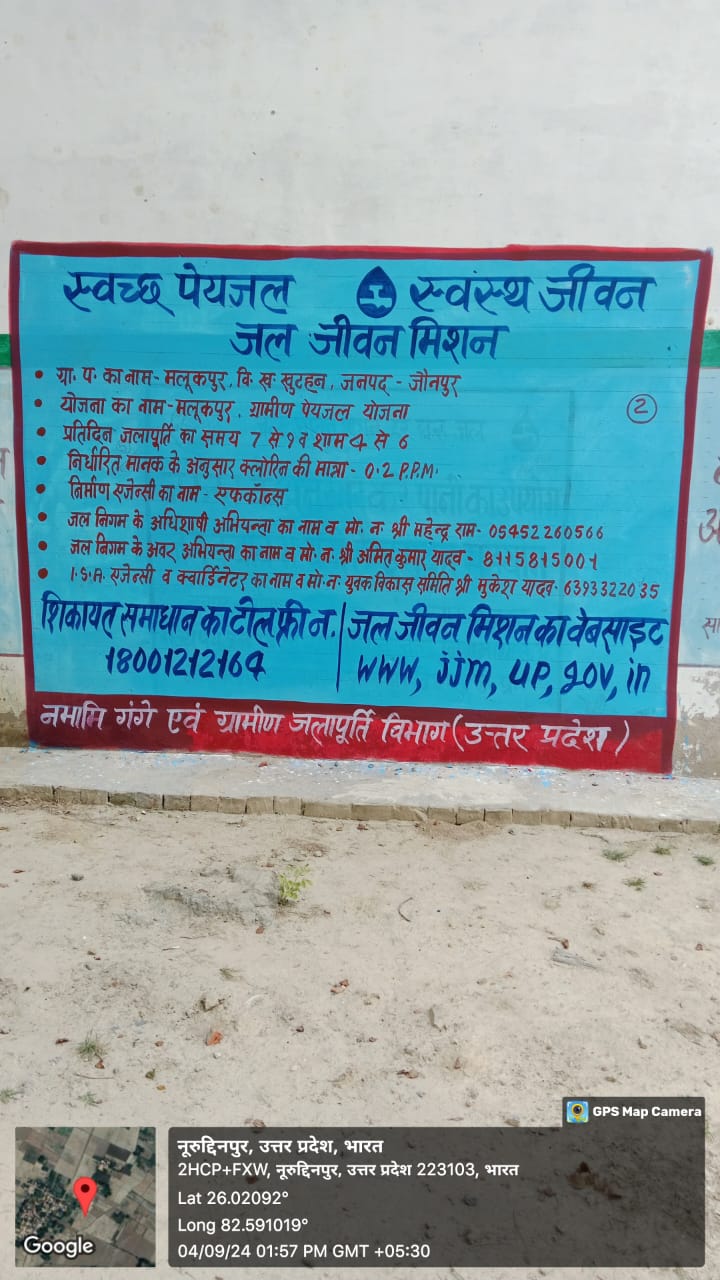 स्वच्छ पेयजल स्वस्थ जीवन
जल जीवन मिशन
• ग्रा. प. का नाम- मलूकपुर, वि. ख. खुटहन, जनपद - जौनपुर
• योजना का नाम- मलूकपुर, ग्रामीण पेयजल योजना
2
• प्रतिदिन जलापूर्ति का समय 7 से 9 व शाम 4 से 6
• निर्धारित मानक के अनुसार क्लोरिन की मात्रा- 0.2 P.P.M.
• निर्माण एजेन्सी का नाम - एफकॉन्स
• जल निगम के अधिशाषी अभियन्ता का नाम व मो. न. श्री महेन्द्र राम- 05452260566
• जल निगम के अवर अभियन्ता का नाम व मो. न. श्री अमित कुमार यादव - 8115815001
• I.S.A. एजेन्सी व क्वार्डिनेटर का नाम व मो. न. युवक विकास समिति श्री मुकेश यादव- 6393322035
शिकायत समाधान का टोल फ्री न. जल जीवन मिशन का वेबसाइट
18001212164 www, jjm, up, gov, in
नमामि गंगे एवं ग्रामीण जलापूर्ति विभाग (उत्तर प्रदेश)
GPS Map Camera
नूरुद्दिनपुर, उत्तर प्रदेश, भारत
2HCP+FXW, नूरुद्दिनपुर, उत्तर प्रदेश 223103, भारत
Lat 26.02092°
Long 82.591019°
04/09/24 01:57 PM GMT +05:30
Google